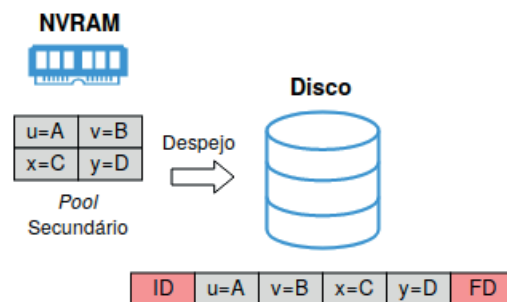 NVRAM
Disco
u=A v=B
x=C y=D
Despejo
Pool
Secundário
ID u=A v=B x=C y=D FD